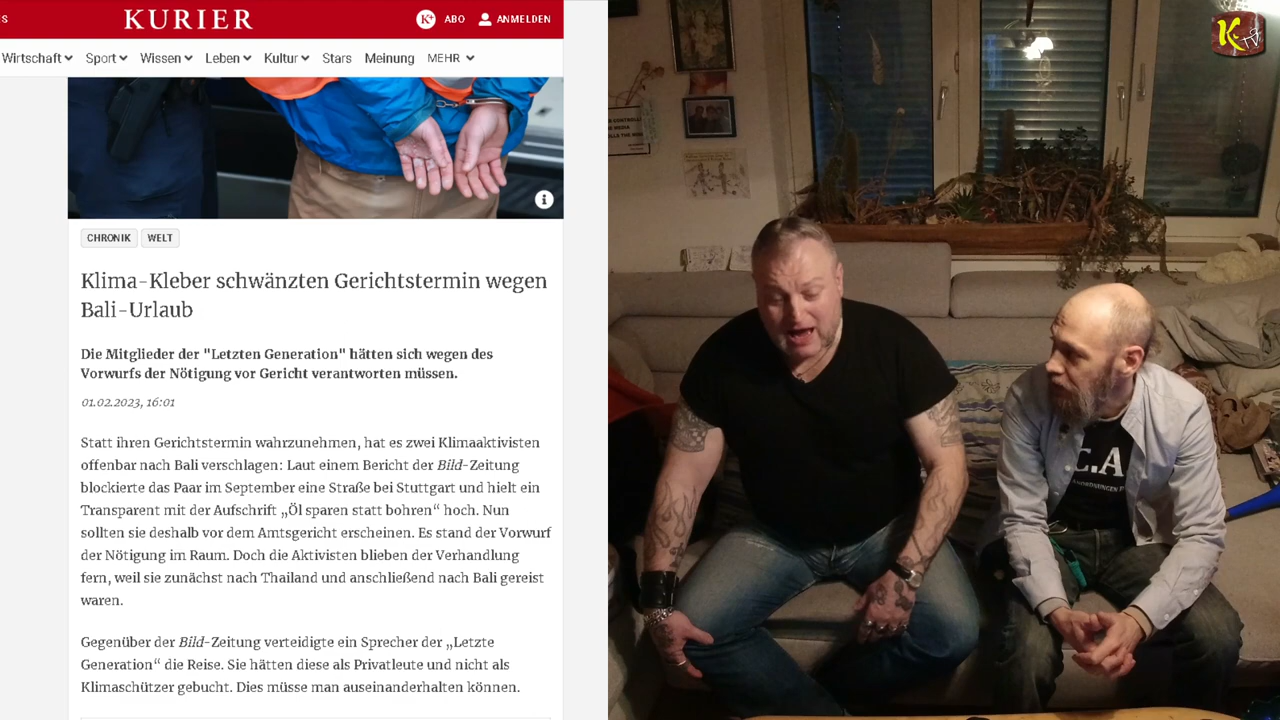 S
KURIER
K+ ABO
ANMELDEN
Wirtschaft Sport Wissen Leben Kultur Stars Meinung MEHR
CHRONIK WELT
Klima-Kleber schwänzten Gerichtstermin wegen
Bali-Urlaub
Die Mitglieder der "Letzten Generation" hätten sich wegen des
Vorwurfs der Nötigung vor Gericht verantworten müssen.
01.02.2023, 16:01
Statt ihren Gerichtstermin wahrzunehmen, hat es zwei Klimaaktivisten
offenbar nach Bali verschlagen: Laut einem Bericht der Bild-Zeitung
blockierte das Paar im September eine Straße bei Stuttgart und hielt ein
Transparent mit der Aufschrift „Öl sparen statt bohren“ hoch. Nun
sollten sie deshalb vor dem Amtsgericht erscheinen. Es stand der Vorwurf
der Nötigung im Raum. Doch die Aktivisten blieben der Verhandlung
fern, weil sie zunächst nach Thailand und anschließend nach Bali gereist
waren.
Gegenüber der Bild-Zeitung verteidigte ein Sprecher der „Letzte
Generation“ die Reise. Sie hätten diese als Privatleute und nicht als
Klimaschützer gebucht. Dies müsse man auseinanderhalten können.
K TV
MEDIA
.C.A